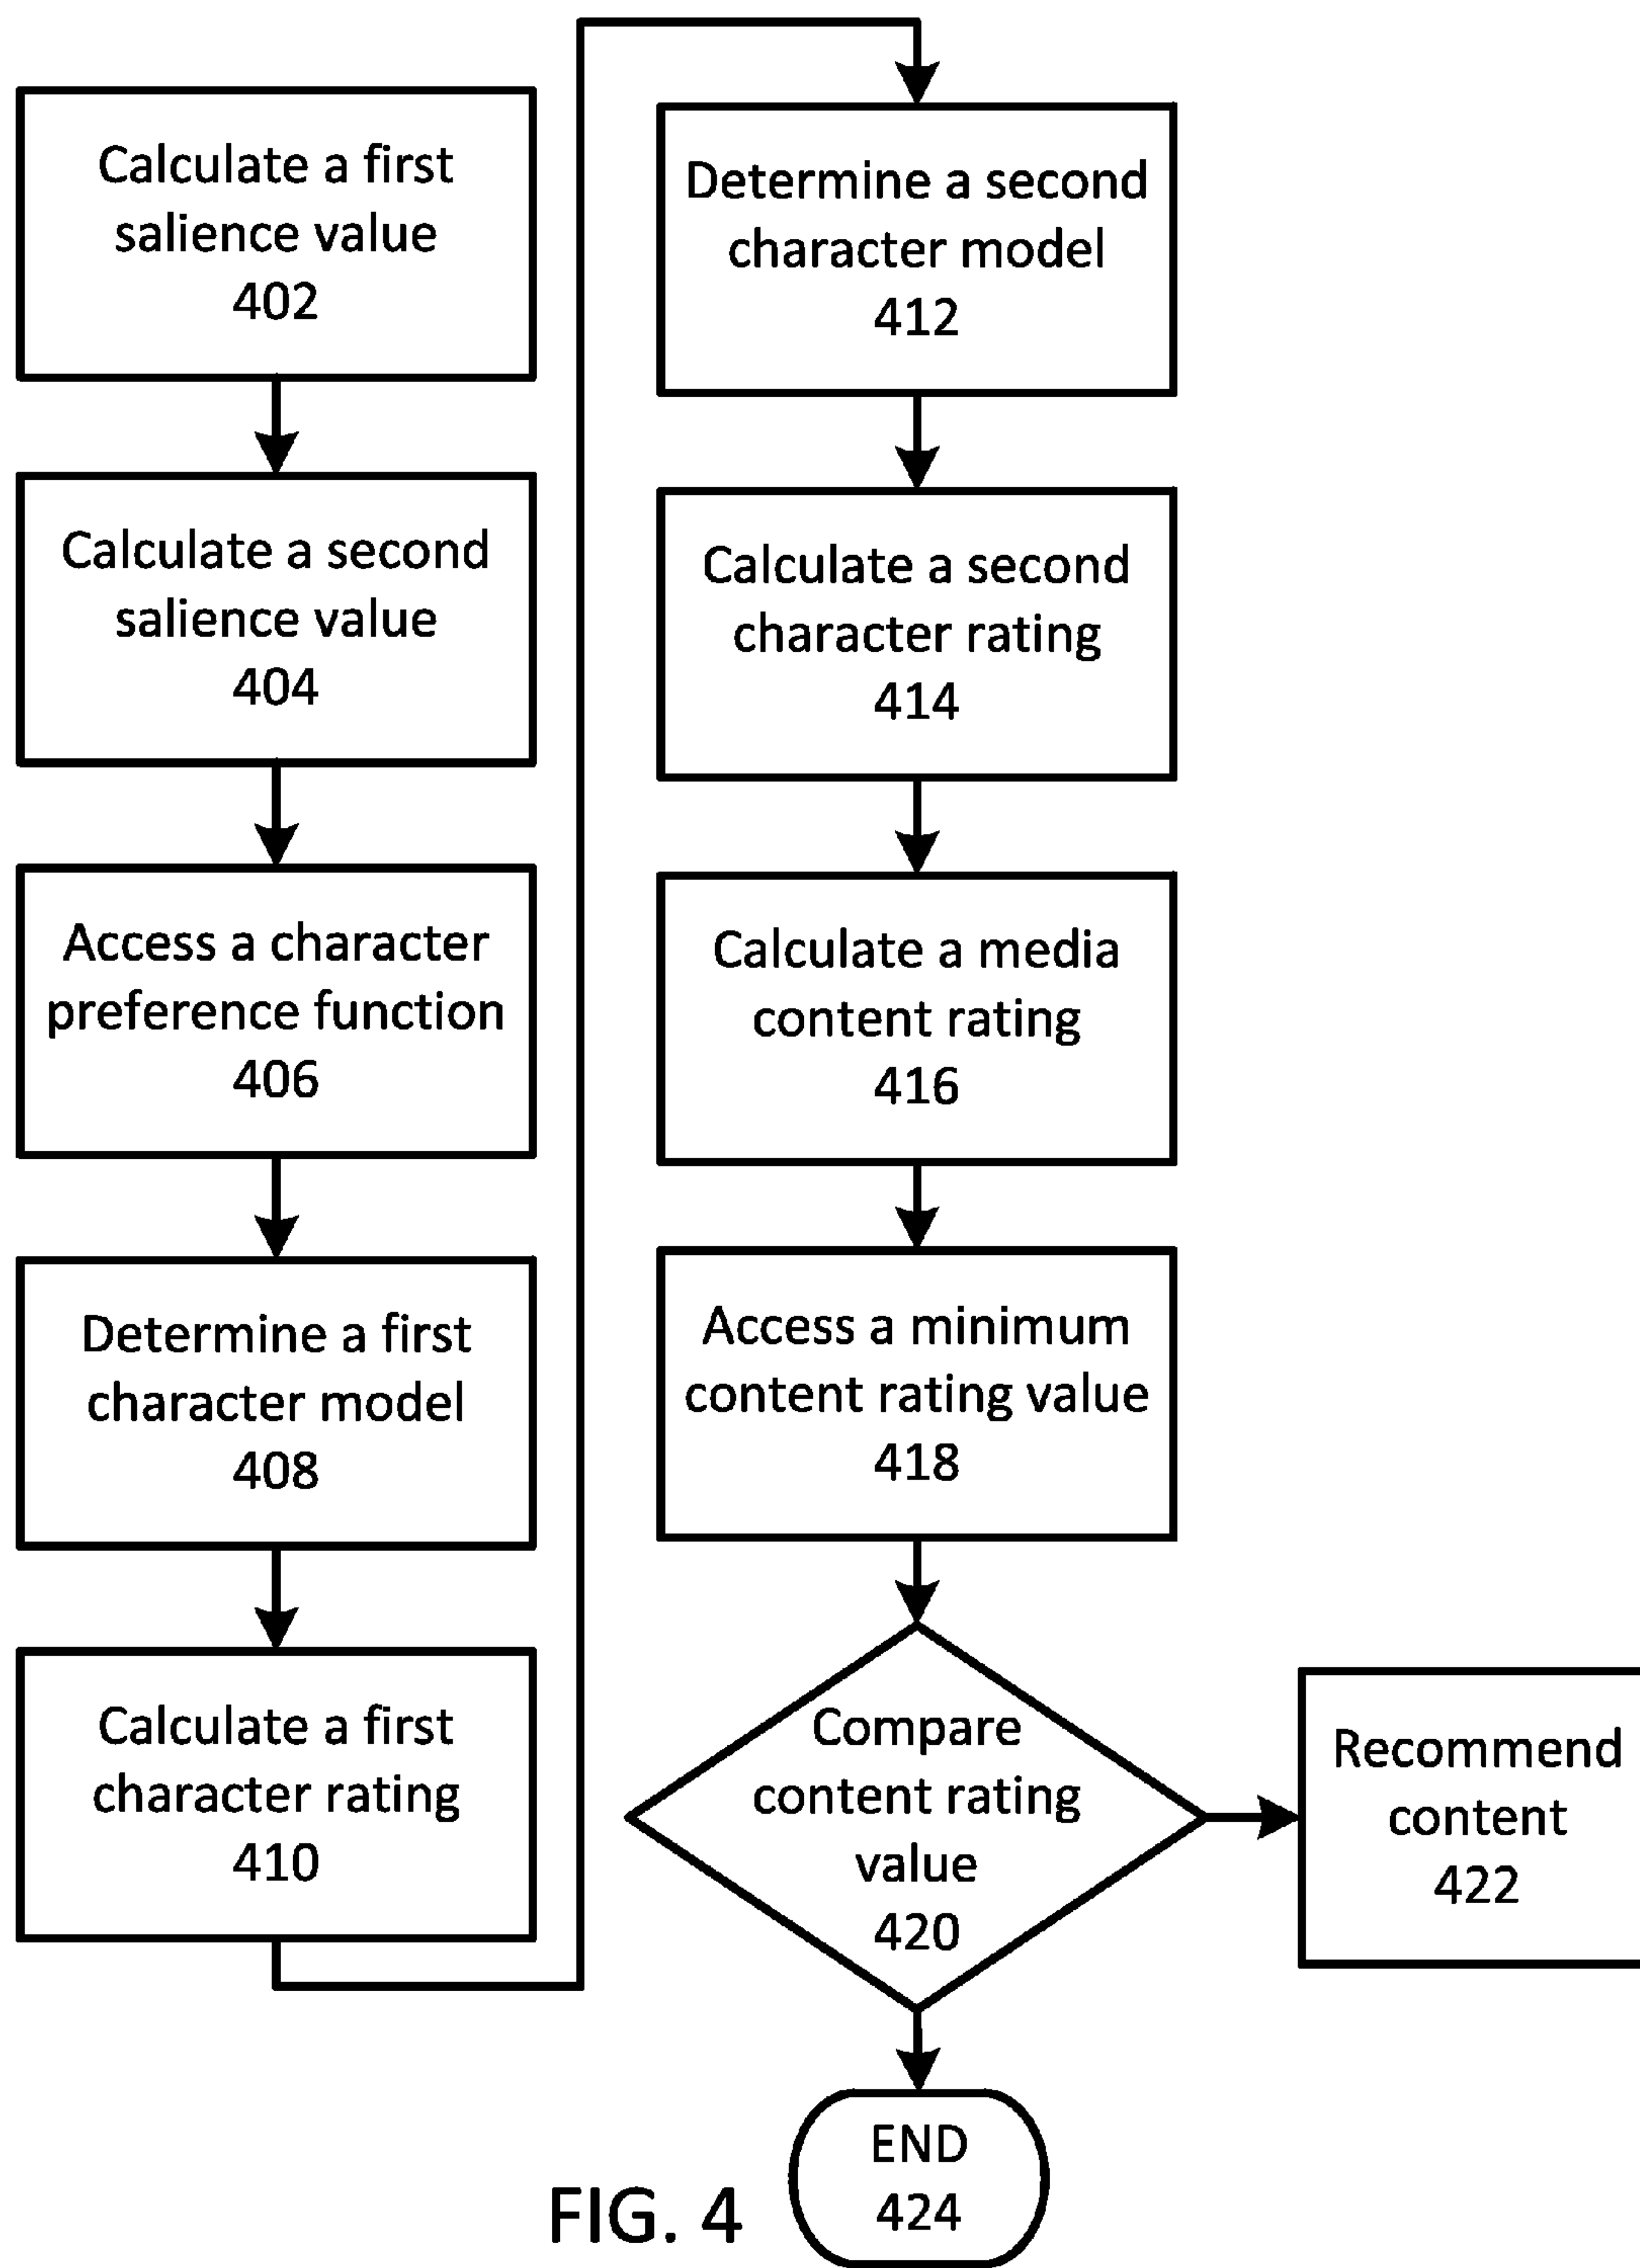 Calculate a first
salience value
402
Calculate a second
salience value
404
Access a character
preference function
406
Determine a first
character model
408
Calculate a first
character rating
410
Determine a second
character model
412
Calculate a second
character rating
414
Calculate a media
content rating
416
Access a minimum
content rating value
418
Compare
content rating
value
420
Recommend
content
422
END
424
FIG. 4